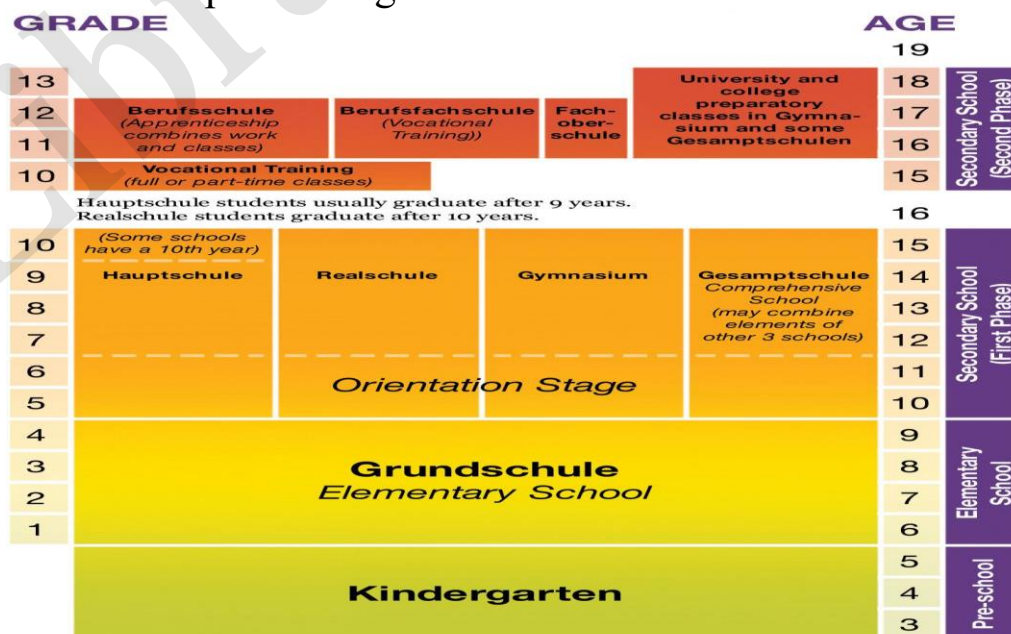 GRADE AGE
19
13 University and 18
12 Berufsschule Berufsfachschule Fach- college 17
(Apprenticeship (Vocational ober- preparatory
combines work Training)) schule classes in Gymna-
11 and classes) sium and some 16
Gesamtschulen
Secondary School
(Second Phase)
10 Vocational Training 15
(full or part-time classes)
Hauptschule students usually graduate after 9 years.
Realschule students graduate after 10 years.
16
10 (Some schools 15
have a 10th year)
9 Hauptschule Realschule Gymnasium Gesamtschule 14
Comprehensive
8 School 13
(may combine
7 elements of 12
other 3 schools)
Secondary School
(First Phase)
6 11
Orientation Stage
5 10
4 9
3 Grundschule 8
2 Elementary School 7
1 6
Elementary
School
5
Kindergarten 4
3
Pre-school